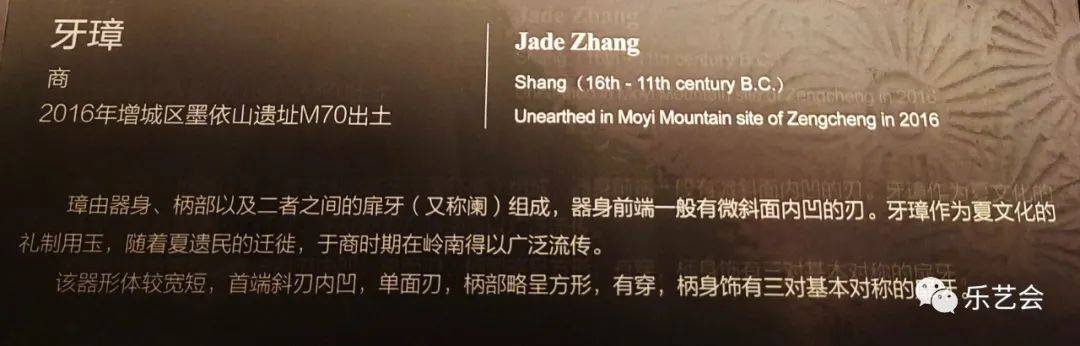 牙璋
商
2016年增城区墨依山遗址M70出土
Jade Zhang
Shang（16th - 11th century B.C.）
Unearthed in Moyi Mountain site of Zengcheng in 2016
璋由器身、柄部以及二者之间的扉牙（又称阑）组成，器身前端一般有微斜面内凹的刃。牙璋作为夏文化的
礼制用玉，随着夏遗民的迁徙，于商时期在岭南得以广泛流传。
该器形体较宽短，首端斜刃内凹，单面刃，柄部略呈方形，有穿，柄身饰有三对基本对称的 牙。
乐艺会